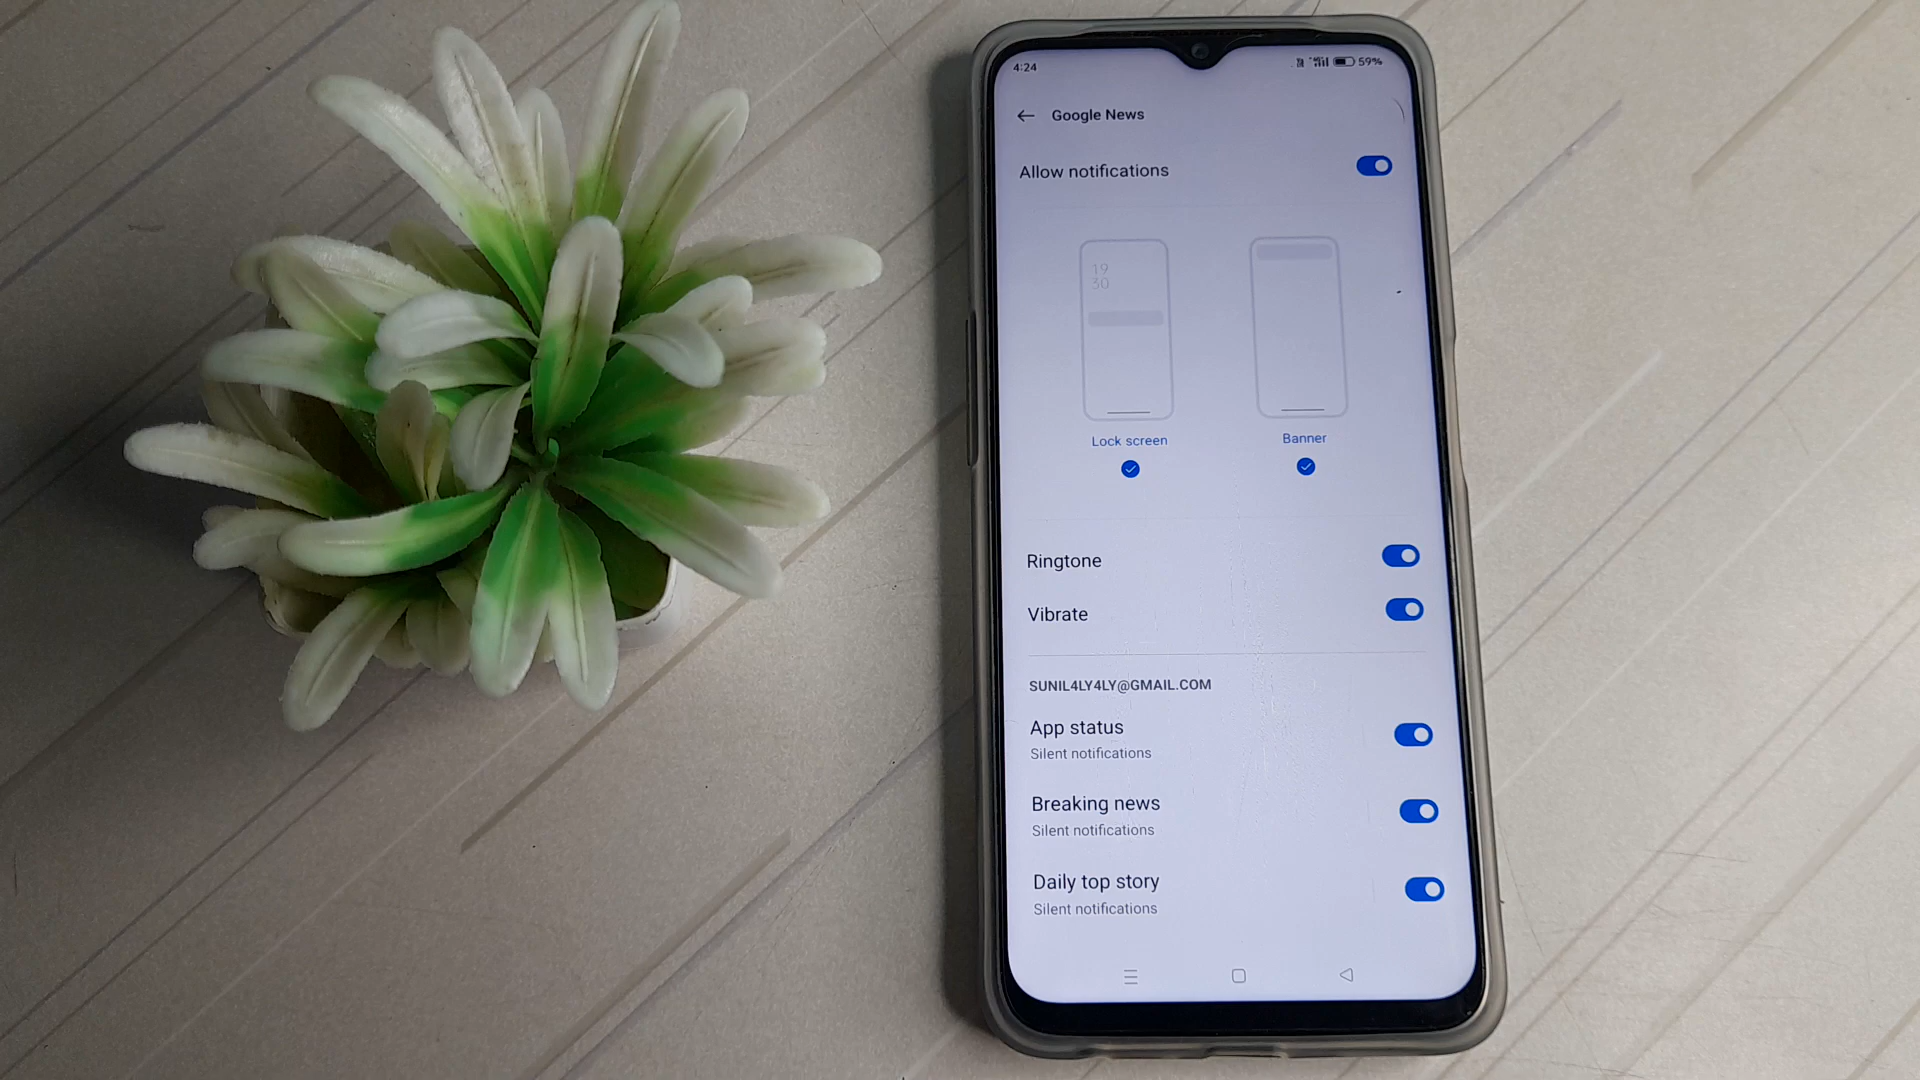 4:24
59%
Google News
Allow notifications
19
30
Lock screen
Banner
Ringtone
Vibrate
SUNIL4LY4LY@GMAIL.COM
App status
Silent notifications
Breaking news
Silent notifications
Daily top story
Silent notifications